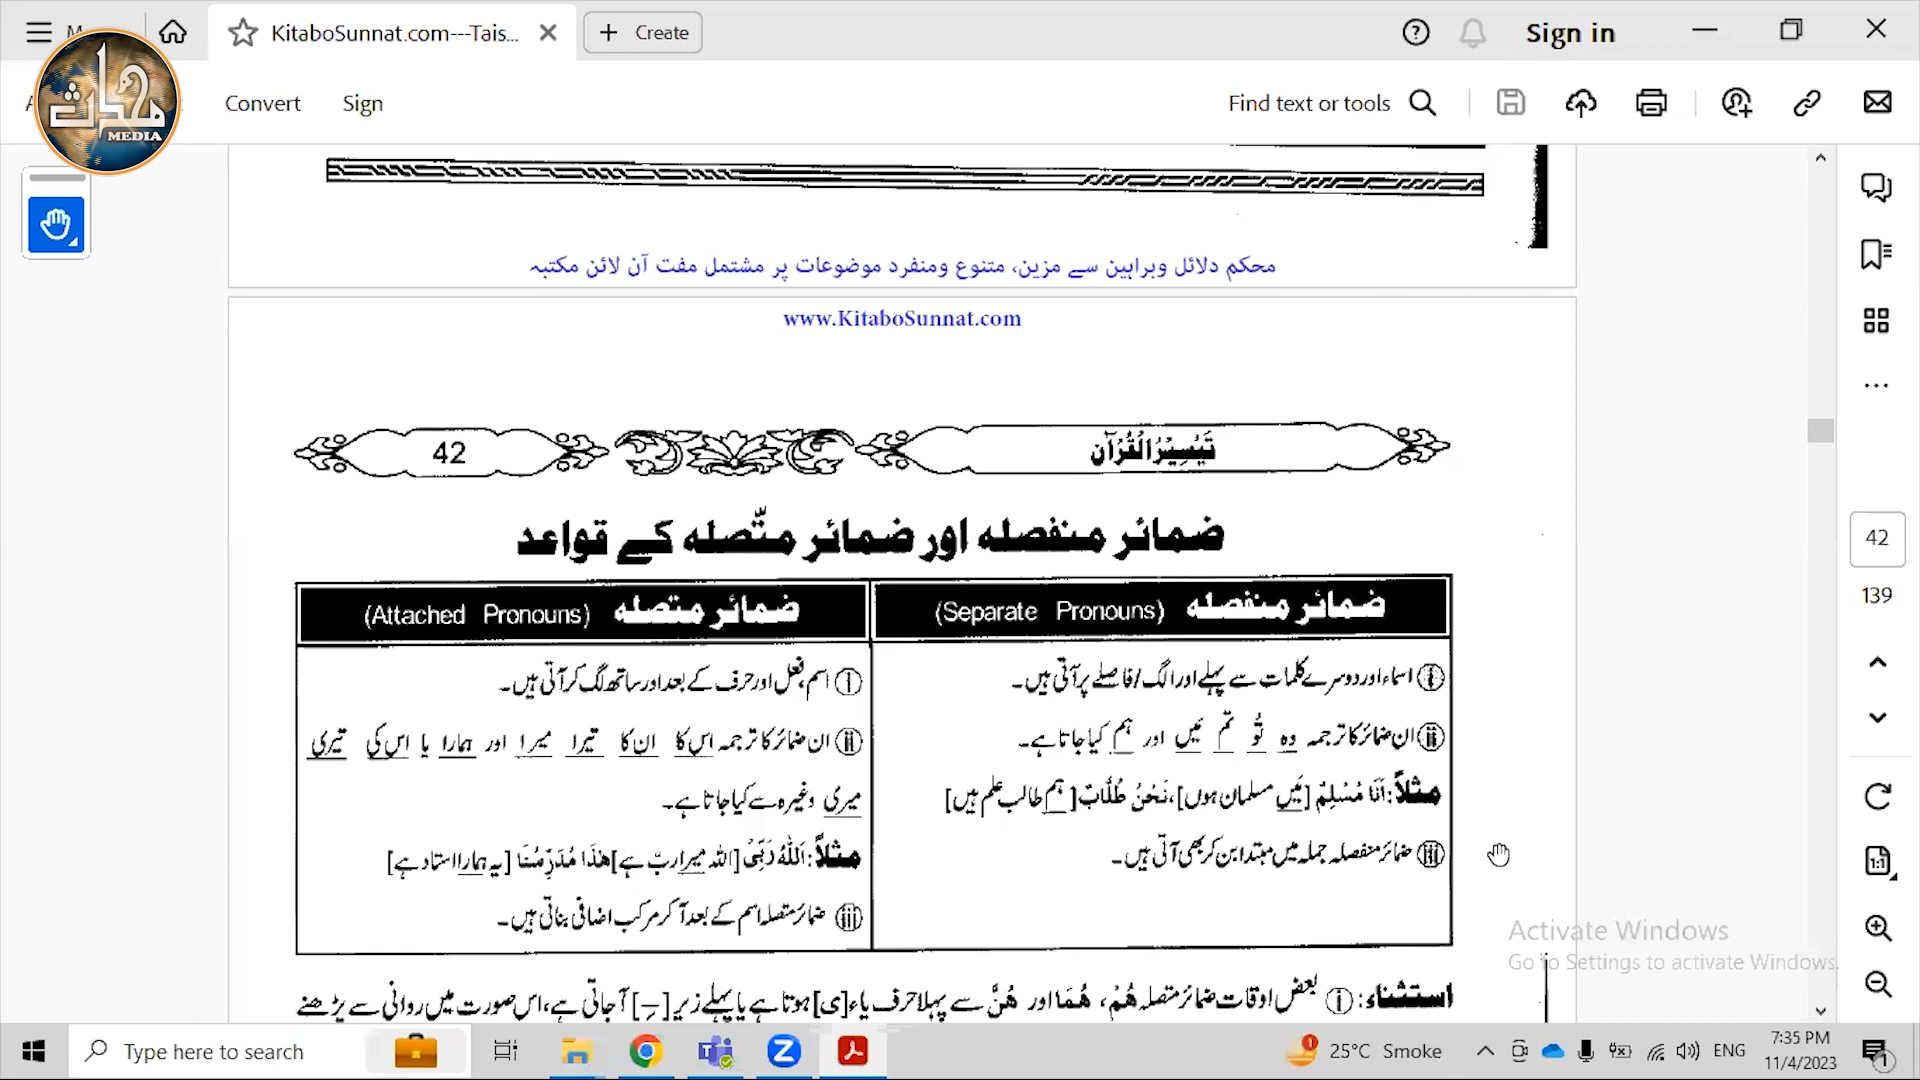 KitaboSunnat.com---Tais...
Create
Sign in
Convert
Sign
Find text or tools
محدث
MEDIA
محکم دلائل وبراہین سے مزین، متنوع ومنفرد موضوعات پر مشتمل مفت آن لائن مکتبہ
www.KitaboSunnat.com
تَيْسِيْرُ الْقُرْآن
42
ضمائر منفصلہ اور ضمائر متّصلہ کے قواعد
ضمائر منفصلہ (Separate Pronouns)
ⓘ اسماء اور دوسرے کلمات سے پہلے اور الگ/فاصلے پر آتی ہیں۔
ⓘⓘ ان ضمائر کا ترجمہ وہ تُو تم مَیں اور ہم کیا جاتا ہے۔
مثلاً: اَنَا مُسْلِمٌ [مَیں مسلمان ہوں]، نَحْنُ طُلَّابٌ [ہم طالب علم ہیں]
iii ضمائر منفصلہ جملہ میں مبتدا بن کر بھی آتی ہیں۔
ضمائر متصلہ (Attached Pronouns)
i اسم، فعل اور حرف کے بعد اور ساتھ لگ کر آتی ہیں۔
ii ان ضمائر کا ترجمہ اس کا ان کا تیرا میرا اور ہمارا یا اس کی تیری
میری وغیرہ سے کیا جاتا ہے۔
مثلاً: اَللّٰهُ رَبِّیْ [اللہ میرا ربّ ہے] هٰذَا مُدَرِّسُنَا [یہ ہمارا استاد ہے]
iii ضمائر متصلہ اسم کے بعد آ کر مرکب اضافی بناتی ہیں۔
استثناء: i بعض اوقات ضمائر متصلہ هُمْ، هُمَا اور هُنَّ سے پہلا حرف یاء [ی] ہوتا ہے یا پہلے زیر [ـِ] آ جاتی ہے، اس صورت میں روانی سے پڑھنے
42
139
Activate Windows
Go to Settings to activate Windows.
Type here to search
25°C Smoke
ENG
7:35 PM
11/4/2023